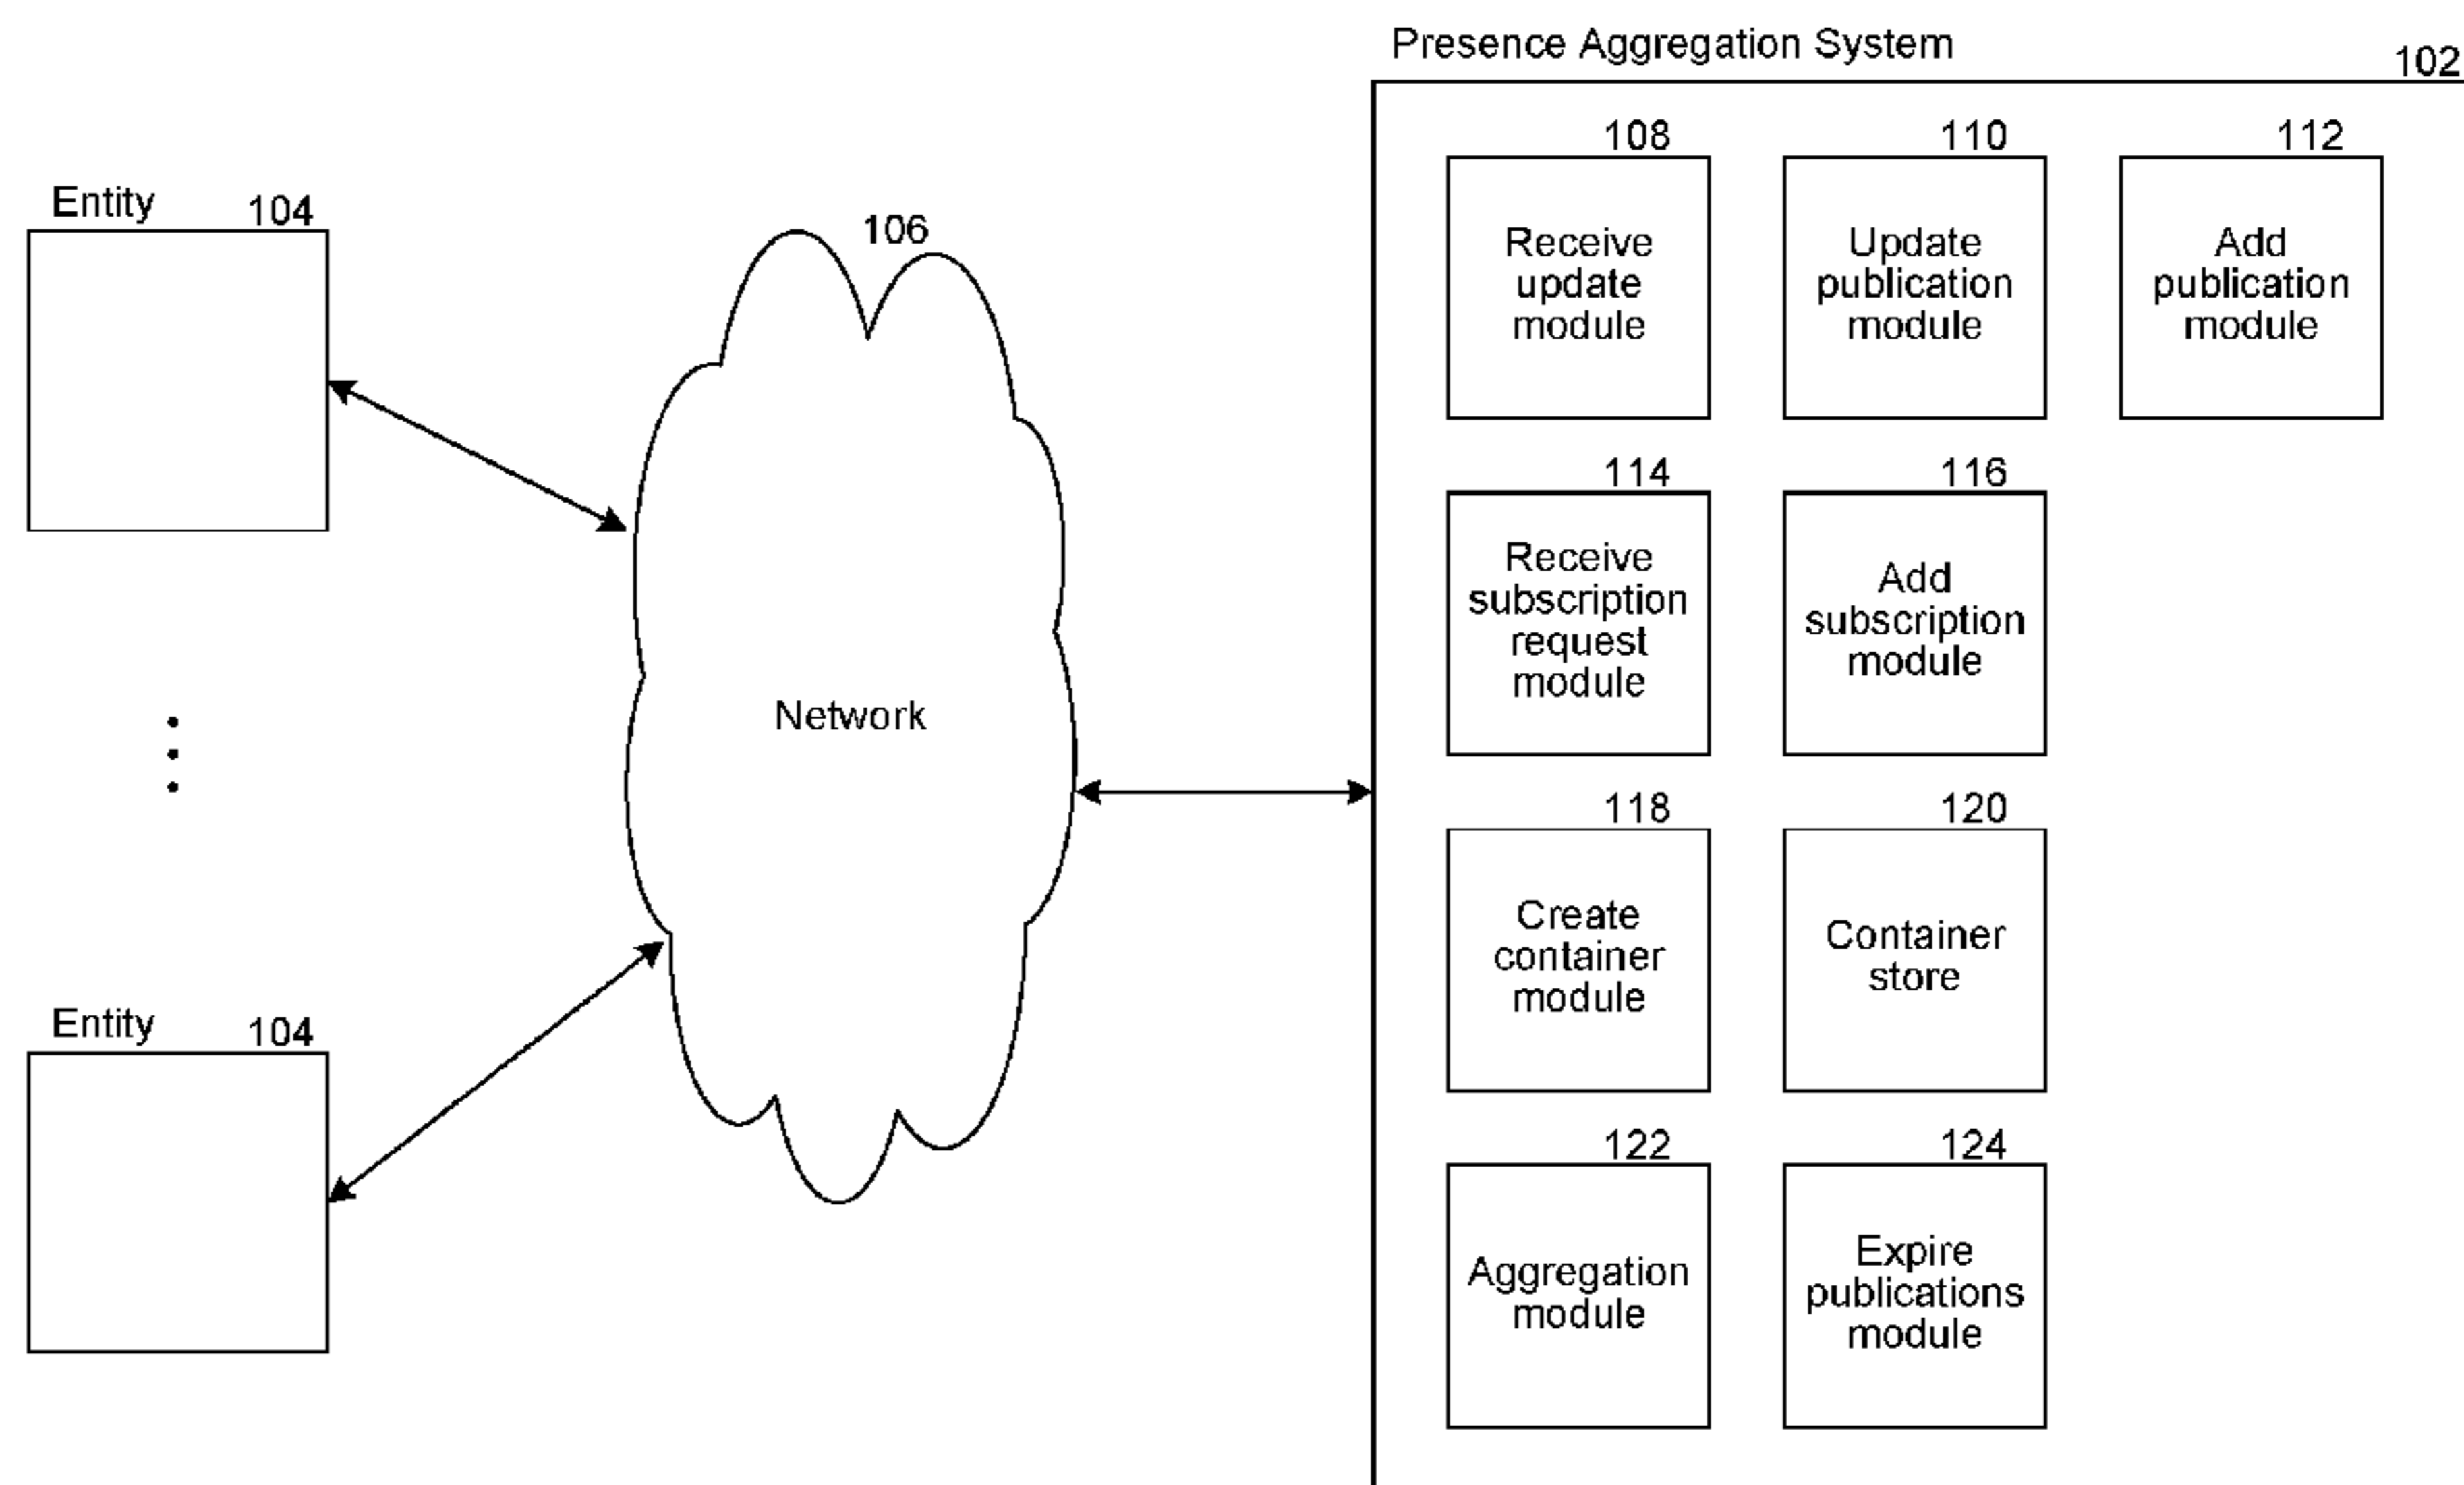 Presence Aggregation System
102
108
110
112
Receive
update
module
Update
publication
module
Add
publication
module
Entity
104
106
114
116
Receive
subscription
request
module
Add
subscription
module
Network
118
120
Create
container
module
Container
store
Entity
104
122
124
Aggregation
module
Expire
publications
module